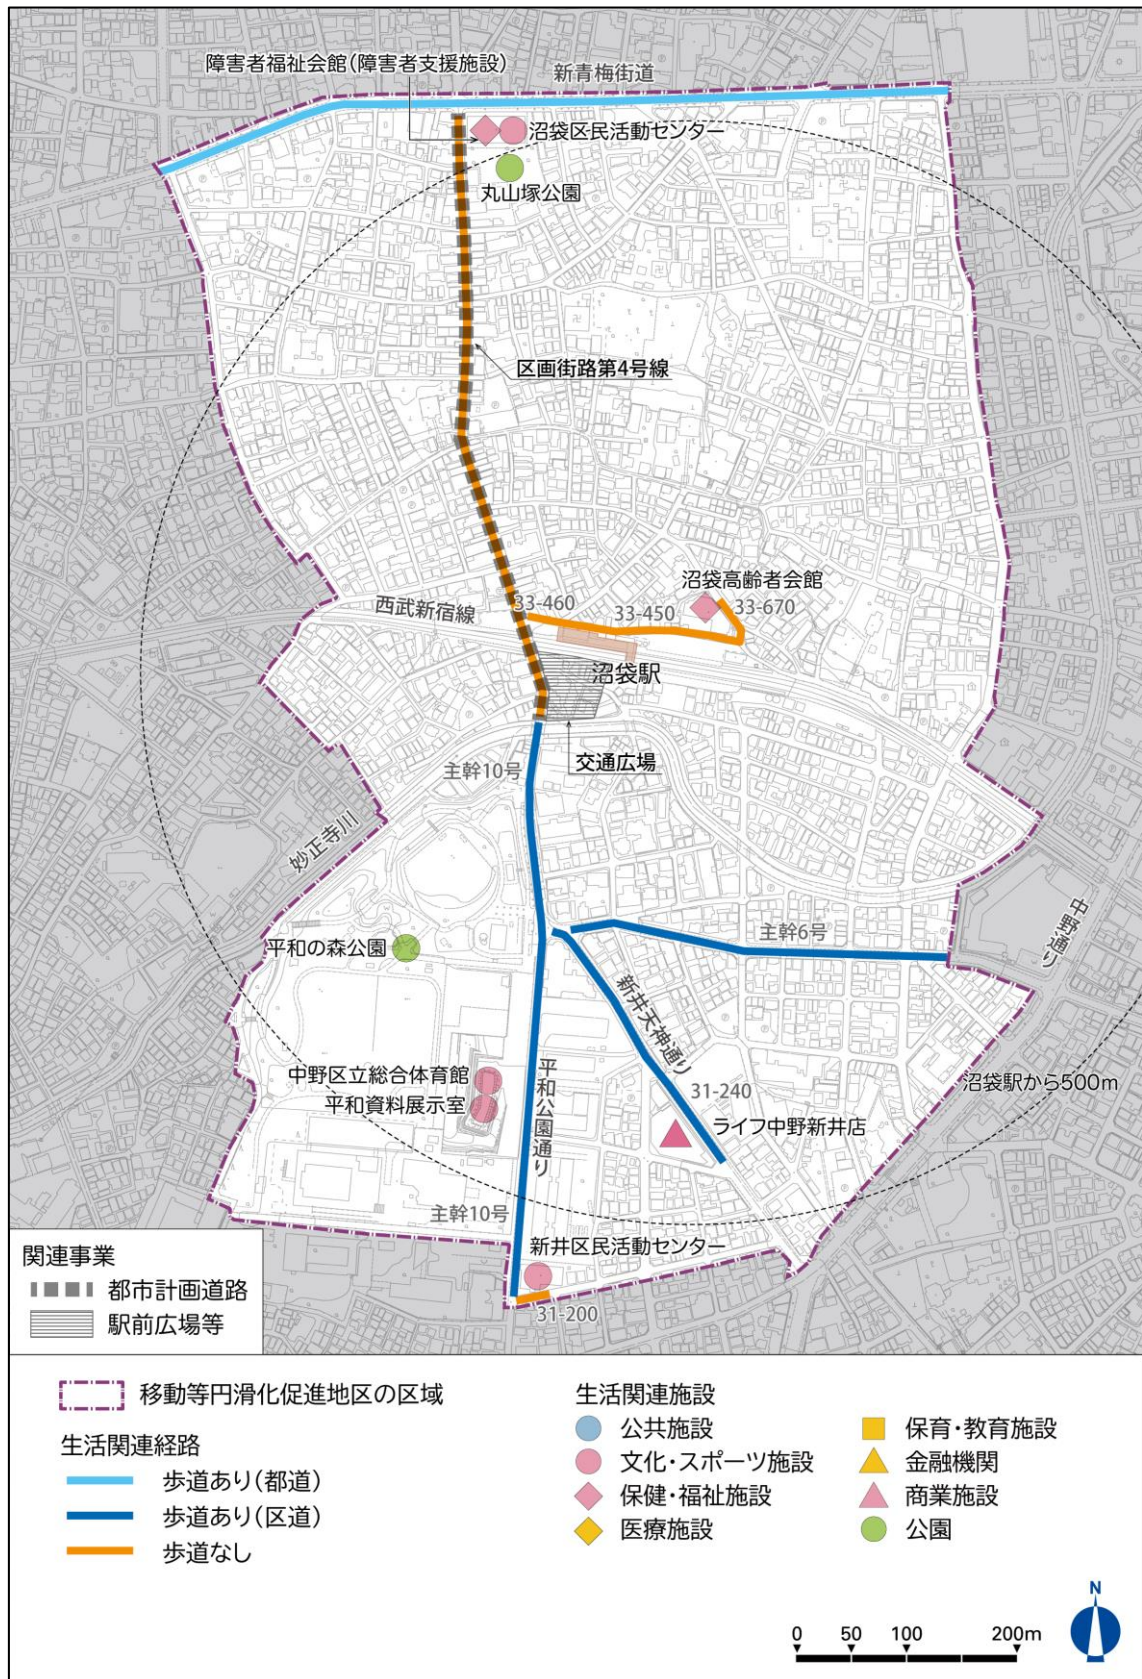 障害者福祉会館(障害者支援施設)
新青梅街道
沼袋区民活動センター
丸山塚公園
区画街路第4号線
沼袋高齢者会館
33-460
33-450
33-670
西武新宿線
沼袋駅
交通広場
主幹10号
妙正寺川
中野通り
主幹6号
平和の森公園
新井天神通り
中野区立総合体育館
平和資料展示室
平和公園通り
31-240
沼袋駅から500m
ライフ中野新井店
主幹10号
新井区民活動センター
31-200
関連事業
都市計画道路
駅前広場等
移動等円滑化促進地区の区域
生活関連経路
歩道あり(都道)
歩道あり(区道)
歩道なし
生活関連施設
公共施設
文化・スポーツ施設
保健・福祉施設
医療施設
保育・教育施設
金融機関
商業施設
公園
N
0 50 100 200m